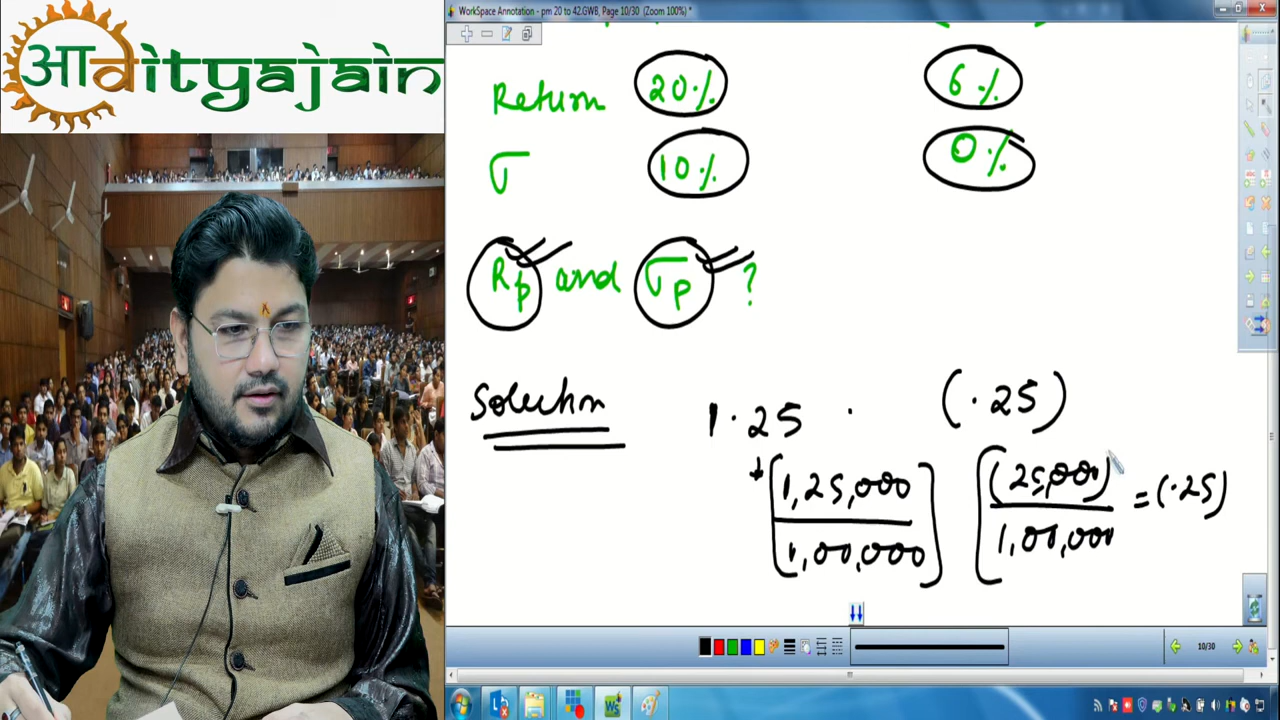 आdityajain
WorkSpace Annotation - pm 20 to 42.GWB, Page 10/30 (Zoom 100%) *
Return 20% 6%
σ 10% 0%
Rp and σp ?
Solution
1.25 (.25)
+[1,25,000 / 1,00,000] [(25,000) / 1,00,000 = (.25)
10/30